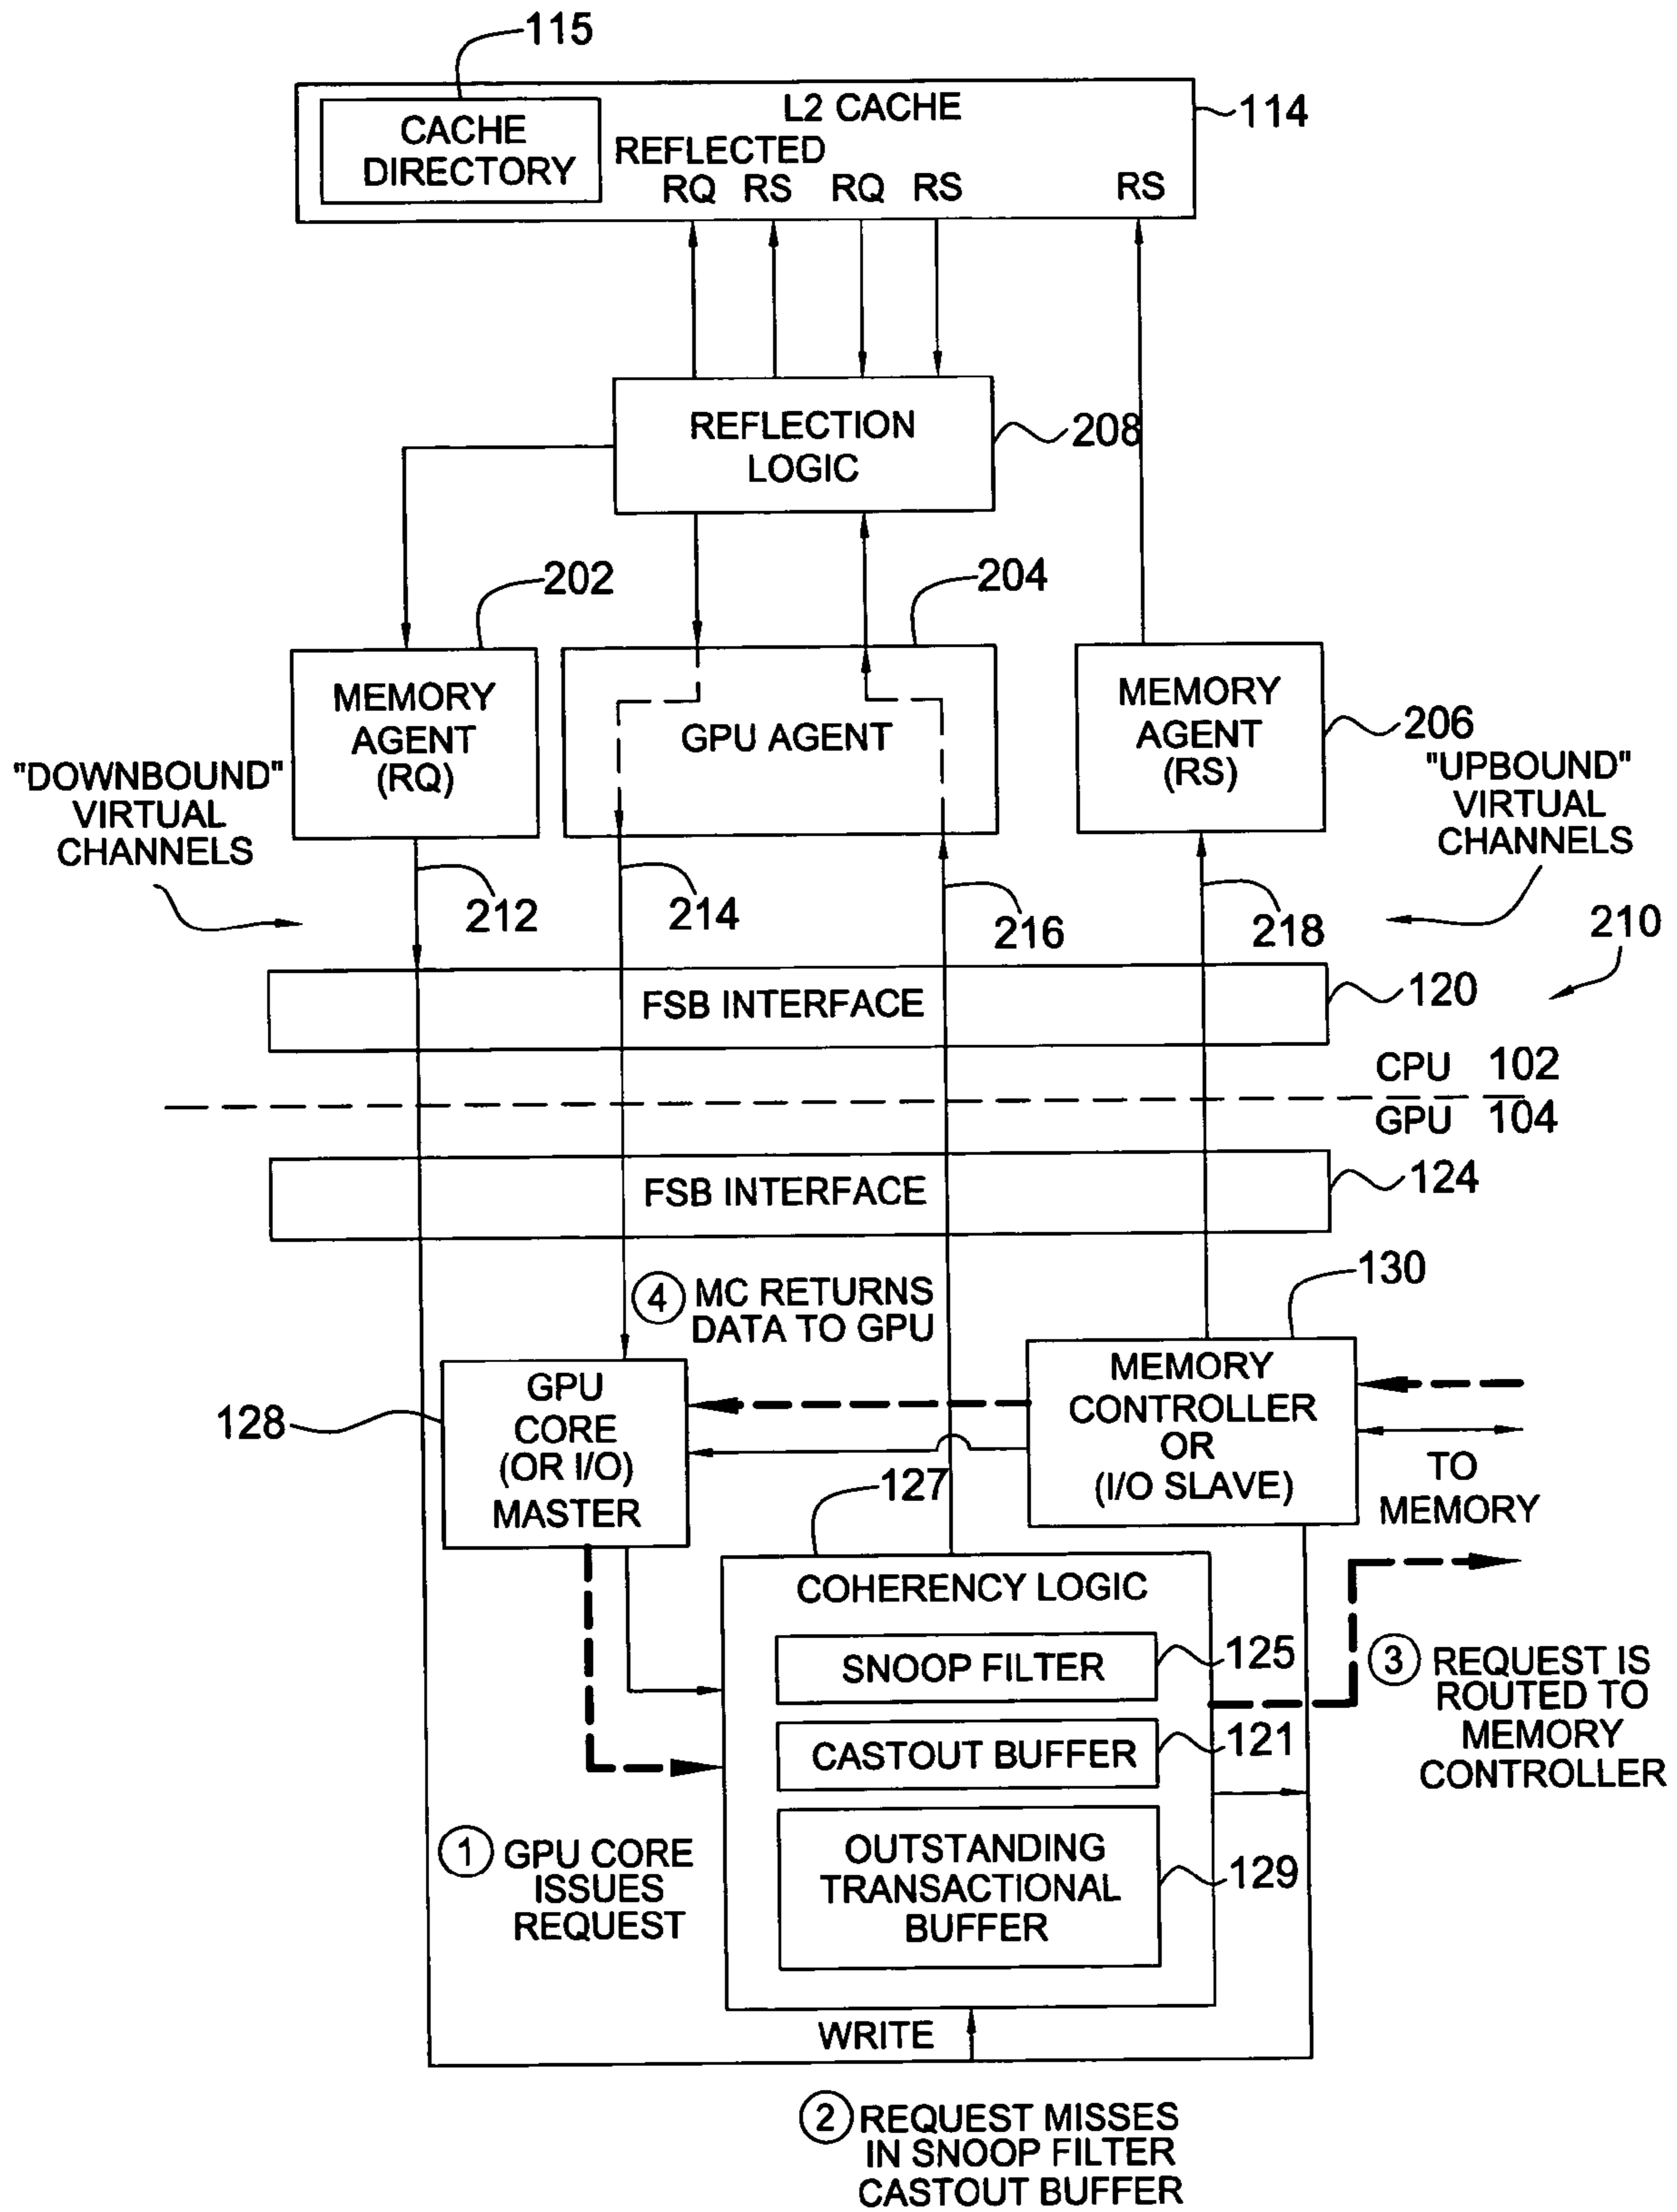 115
L2 CACHE
114
CACHE
DIRECTORY
REFLECTED
RQ RS RQ RS
RS
REFLECTION
LOGIC
208
202
204
MEMORY
AGENT
(RQ)
GPU AGENT
MEMORY
AGENT
(RS)
206
"DOWNBOUND"
VIRTUAL
CHANNELS
"UPBOUND"
VIRTUAL
CHANNELS
212
214
216
218
210
FSB INTERFACE
120
CPU 102
GPU 104
FSB INTERFACE
124
4 MC RETURNS
DATA TO GPU
130
128
GPU
CORE
(OR I/O)
MASTER
MEMORY
CONTROLLER
OR
(I/O SLAVE)
TO
MEMORY
127
COHERENCY LOGIC
SNOOP FILTER
125
CASTOUT BUFFER
121
OUTSTANDING
TRANSACTIONAL
BUFFER
129
3 REQUEST IS
ROUTED TO
MEMORY
CONTROLLER
1 GPU CORE
ISSUES
REQUEST
WRITE
2 REQUEST MISSES
IN SNOOP FILTER
CASTOUT BUFFER